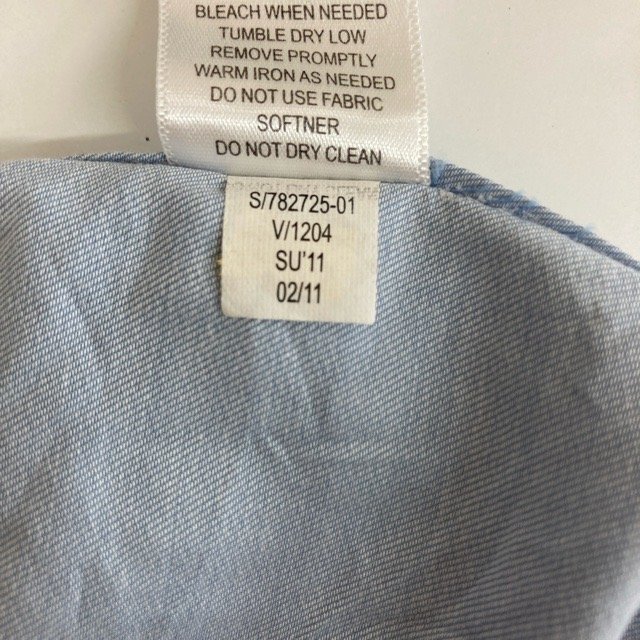 BLEACH WHEN NEEDED
TUMBLE DRY LOW
REMOVE PROMPTLY
WARM IRON AS NEEDED
DO NOT USE FABRIC
SOFTNER
DO NOT DRY CLEAN
S/782725-01
V/1204
SU'11
02/11